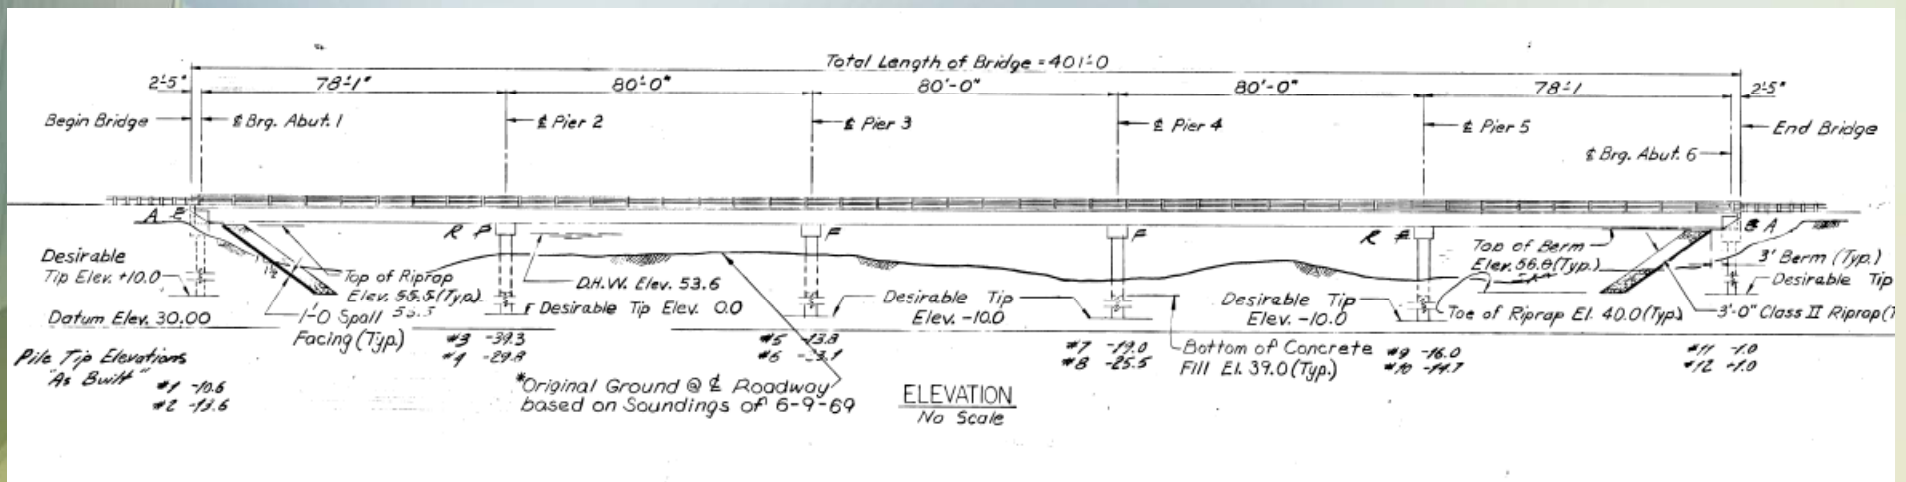 Total Length of Bridge = 401'-0
2'-5" 78'-1" 80'-0" 80'-0" 80'-0" 78'-1 2'-5"
Begin Bridge ℄ Brg. Abut. 1 ℄ Pier 2 ℄ Pier 3 ℄ Pier 4 ℄ Pier 5 End Bridge
℄ Brg. Abut. 6
A E R F F F R F A
Desirable
Tip Elev. +10.0
Datum Elev. 30.00
1½
Top of Riprap
Elev. 55.5 (Typ.)
1'-0 Spall
Facing (Typ.)
D.H.W. Elev. 53.6
Desirable Tip Elev. 0.0
Desirable Tip
Elev. -10.0
Desirable Tip
Elev. -10.0
Top of Berm
Elev. (Typ.)
3' Berm (Typ.)
Desirable Tip
Toe of Riprap El. 40.0 (Typ.)
3'-0" Class II Riprap (T
Pile Tip Elevations
"As Built"
#1 -10.6
#2 -13.6
#3 -39.3
#4 -29.8
#5
#6
#7 -19.0
#8 -25.5
Bottom of Concrete
Fill El. 39.0 (Typ.)
#9 -16.0
#10 -14.7
#11 -1.0
#12 +1.0
*Original Ground @ ℄ Roadway
based on Soundings of 6-9-69
ELEVATION
No Scale